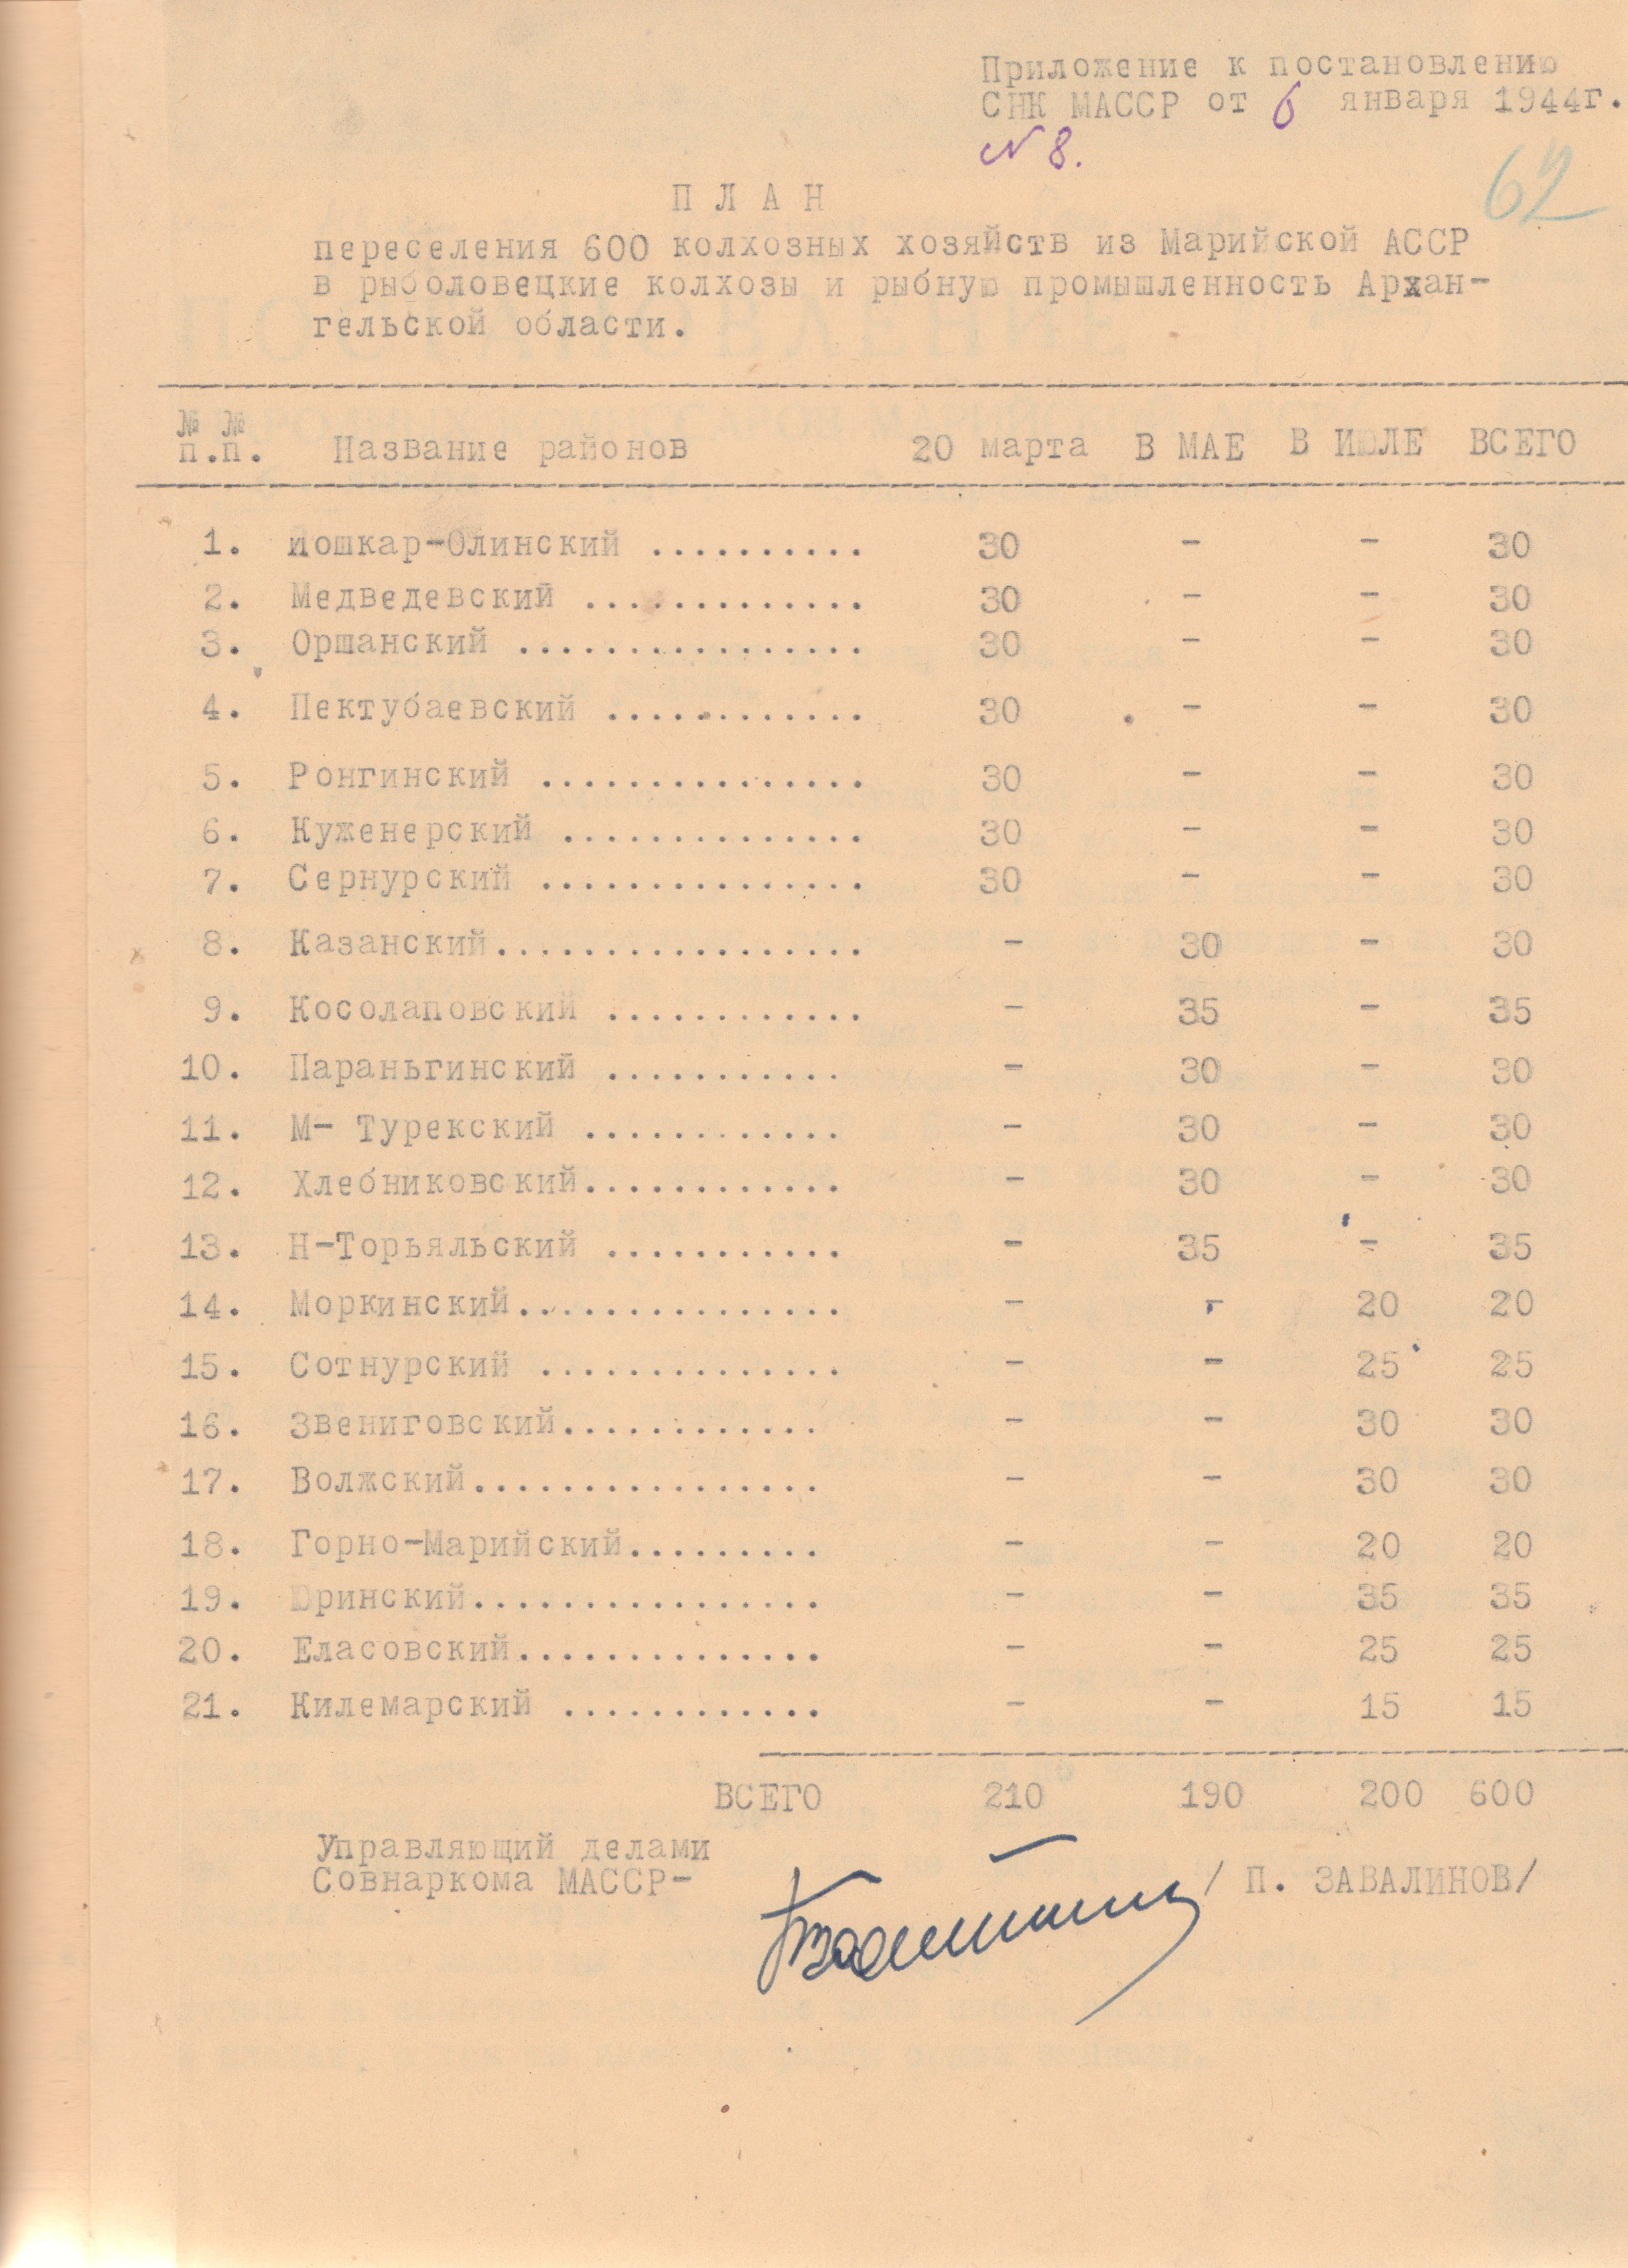 Приложение к постановлению
СНК МАССР от 6 января 1944г.
№ 8.
62
П Л А Н
переселения 600 колхозных хозяйств из Марийской АССР
в рыболовецкие колхозы и рыбную промышленность Архан-
гельской области.
№ №
п.п. Название районов 20 марта В МАЕ В ИЮЛЕ ВСЕГО
1. Йошкар-Олинский .......... 30 - - 30
2. Медведевский ............. 30 - - 30
3. Оршанский ................ 30 - - 30
4. Пектубаевский ............ 30 - - 30
5. Ронгинский ............... 30 - - 30
6. Куженерский .............. 30 - - 30
7. Сернурский ............... 30 - - 30
8. Казанский................. - 30 - 30
9. Косолаповский ............ - 35 - 35
10. Параньгинский ........... - 30 - 30
11. М- Турекский ............ - 30 - 30
12. Хлебниковский............ - 30 - 30
13. Н-Торьяльский ........... - 35 - 35
14. Моркинский............... - - 20 20
15. Сотнурский .............. - - 25 25
16. Звениговский............ - - 30 30
17. Волжский................ - - 30 30
18. Горно-Марийский......... - - 20 20
19. Юринский................ - - 35 35
20. Еласовский.............. - - 25 25
21. Килемарский ............ - - 15 15
ВСЕГО 210 190 200 600
Управляющий делами
Совнаркома МАССР- / П. ЗАВАЛИНОВ/